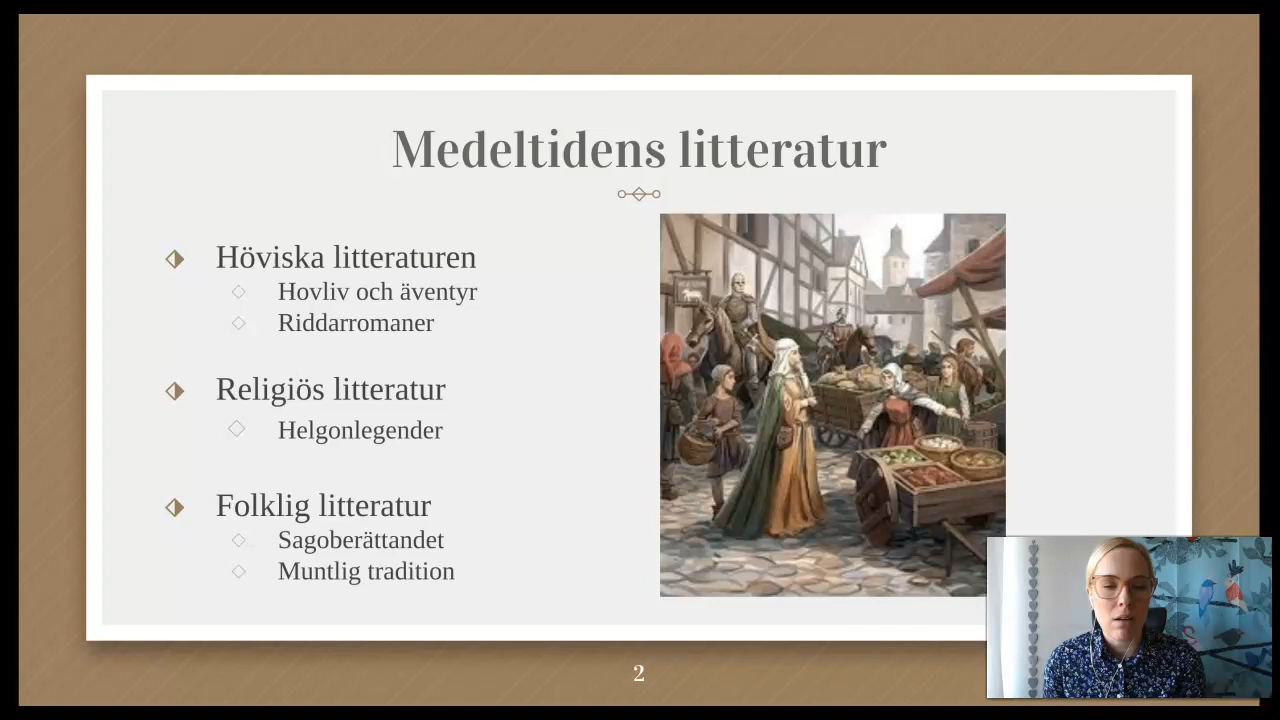 Medeltidens litteratur
Höviska litteraturen
Hovliv och äventyr
Riddarromaner
Religiös litteratur
Helgonlegender
Folklig litteratur
Sagoberättandet
Muntlig tradition
2